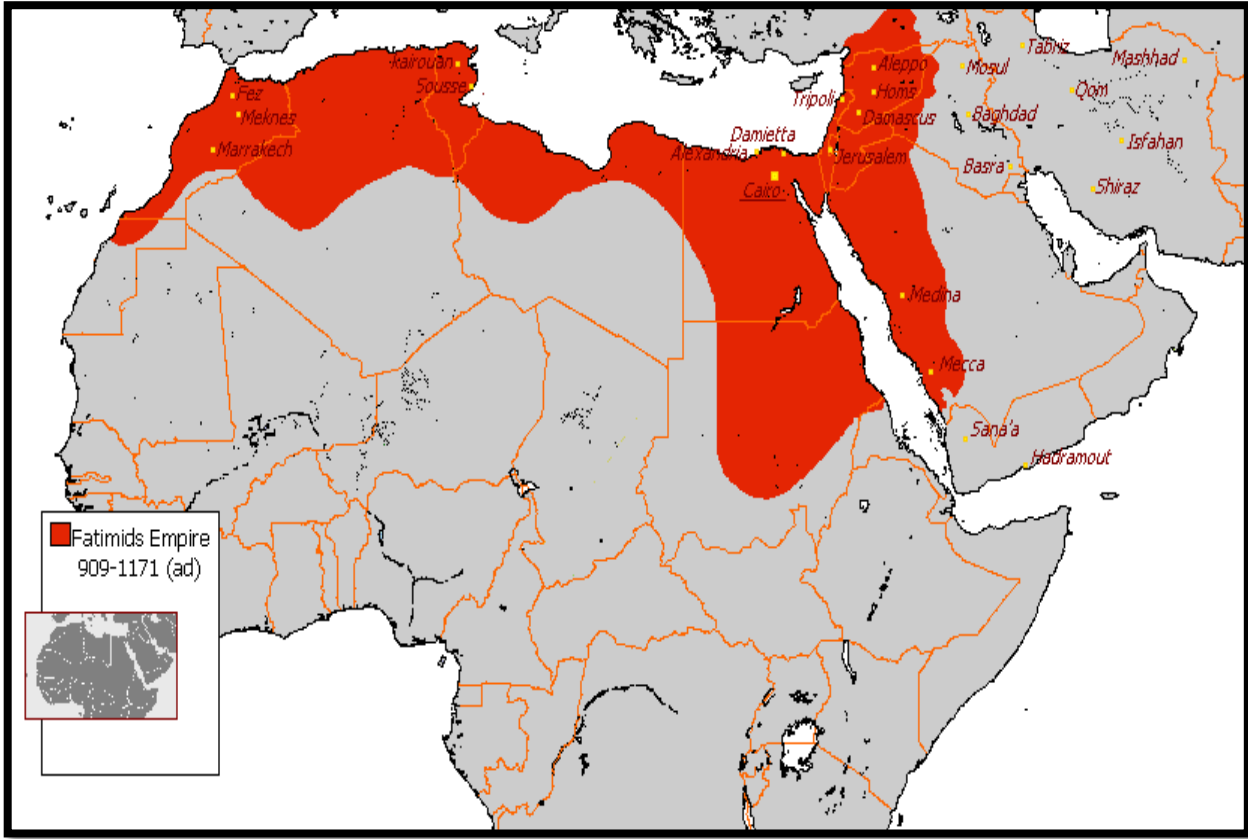 Tabriz
Mashhad
kairouan
Aleppo
Mosul
Sousse
Fez
Tripoli
Homs
Qom
Meknes
Damascus
Baghdad
Damietta
Isfahan
Marrakech
Alexandria
Jerusalem
Basra
Cairo
Shiraz
Medina
Mecca
Sana'a
Hadramout
Fatimids Empire
909-1171 (ad)